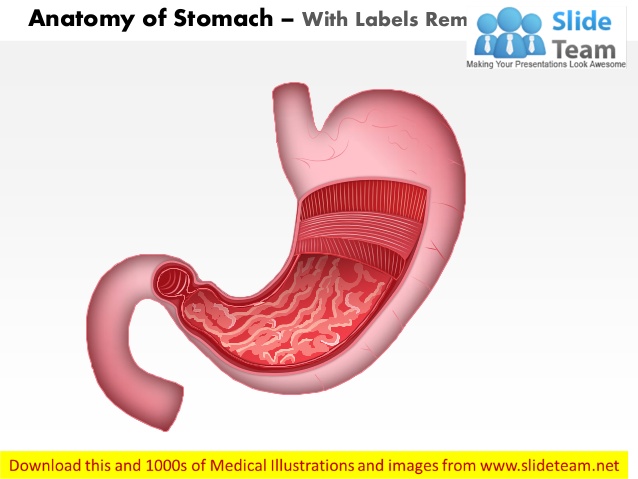 Anatomy of Stomach – With Labels Rem
Slide
Team
Making Your Presentations Look Awesome
Download this and 1000s of Medical Illustrations and images from www.slideteam.net